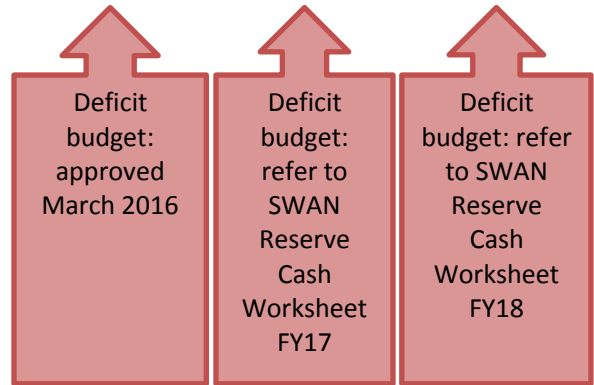 Deficit
budget:
approved
March 2016
Deficit
budget:
refer to
SWAN
Reserve
Cash
Worksheet
FY17
Deficit
budget: refer
to SWAN
Reserve
Cash
Worksheet
FY18